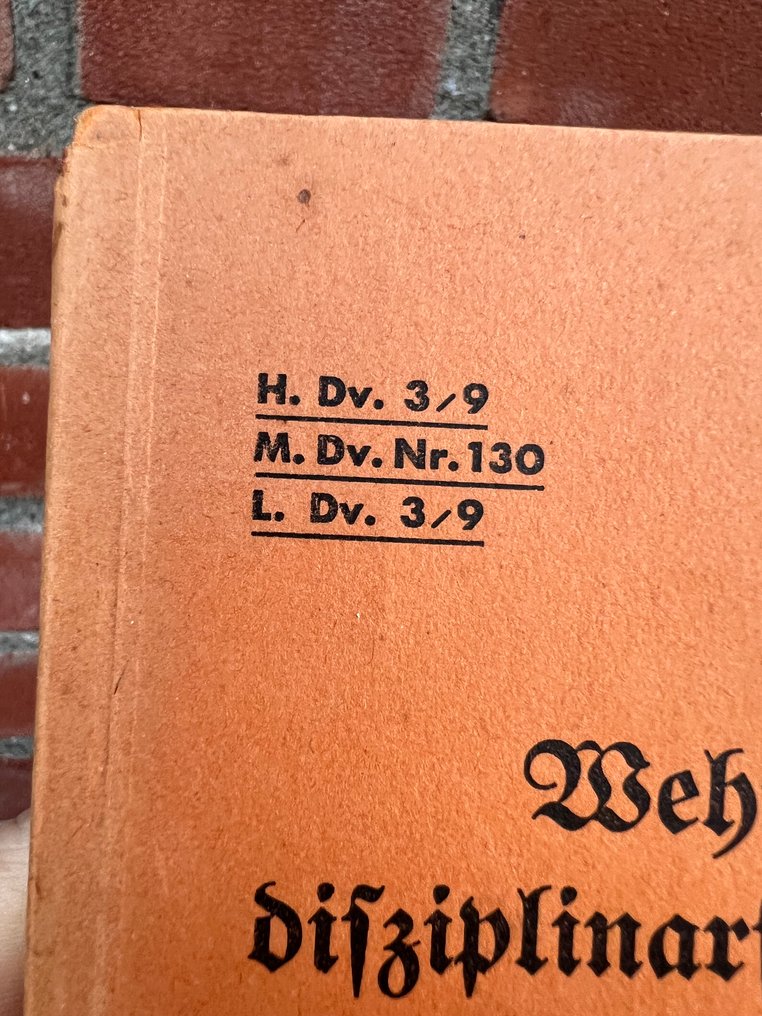 H. Dv. 3/9
M. Dv. Nr. 130
L. Dv. 3/9
Weh
diſziplinar